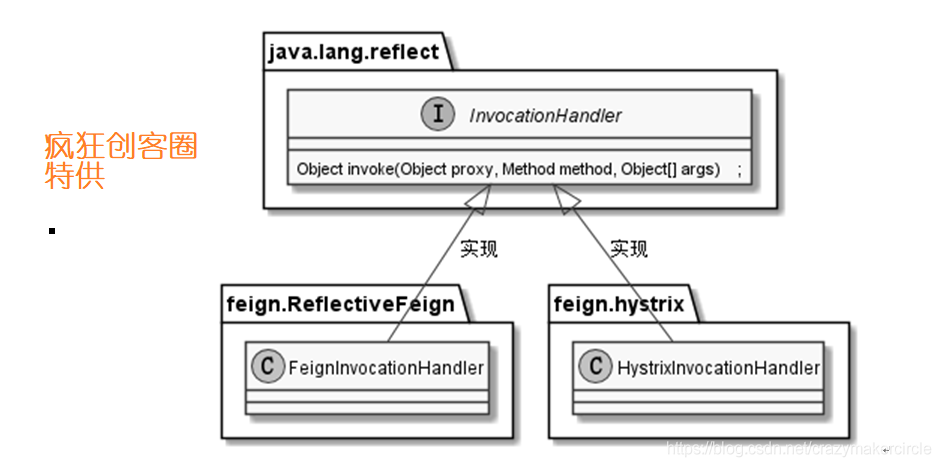 java.lang.reflect
I InvocationHandler
Object invoke(Object proxy, Method method, Object[] args) ;
疯狂创客圈
特供
实现 实现
feign.ReflectiveFeign feign.hystrix
C FeignInvocationHandler C HystrixInvocationHandler
https://blog.csdn.net/crazymakercircle